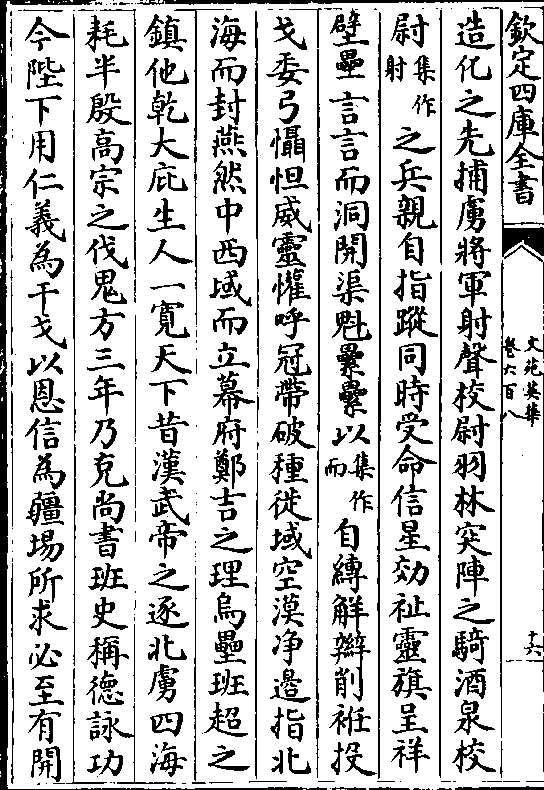 欽定四庫全書
文苑英華
卷六百八
十六
造化之先捕虜將軍射聲校尉羽林突陣之騎酒泉校
尉集作射之兵親自指蹤同時受命信星効祉靈旗呈祥
壁壘言言而洞開渠魁纍纍以集作而自縛解辮削衽投
戈委弓懾怛威靈懽呼冠帶破種徙域空漠净邉指北
海而封燕然中西域而立幕府鄭吉之理烏壘班超之
鎮他乾大庇生人一寛天下昔漢武帝之逐北虜四海
耗半殷高宗之伐鬼方三年乃克尚書班史稱德詠功
今陛下用仁義為干戈以恩信為疆埸所求必至有開